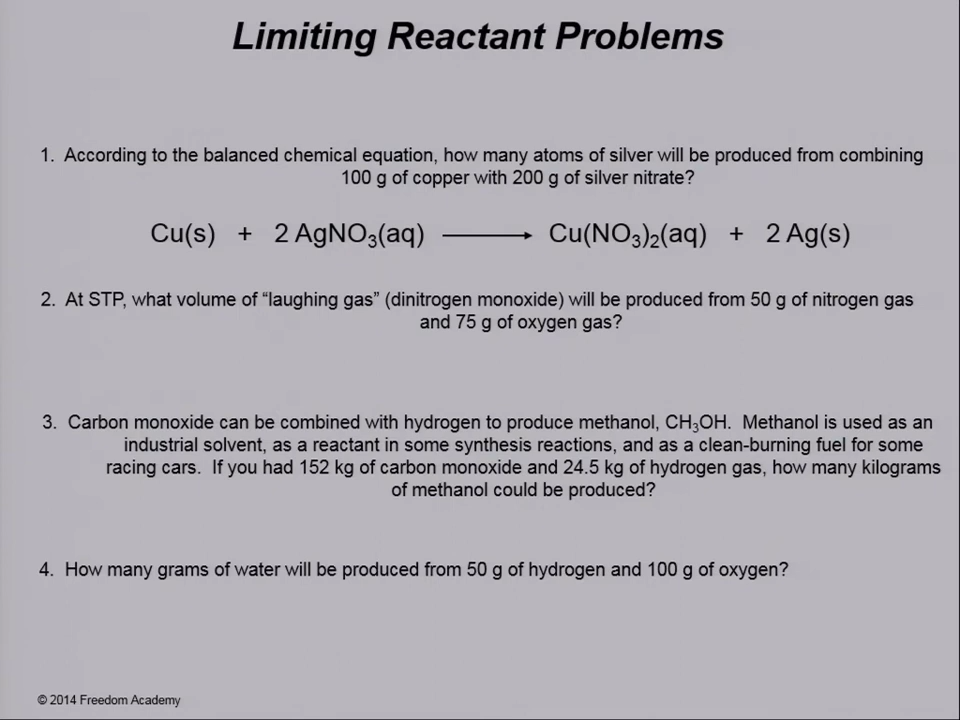 Limiting Reactant Problems
1. According to the balanced chemical equation, how many atoms of silver will be produced from combining
100 g of copper with 200 g of silver nitrate?
Cu(s) + 2 AgNO₃(aq) ⟶ Cu(NO₃)₂(aq) + 2 Ag(s)
2. At STP, what volume of “laughing gas” (dinitrogen monoxide) will be produced from 50 g of nitrogen gas
and 75 g of oxygen gas?
3. Carbon monoxide can be combined with hydrogen to produce methanol, CH₃OH. Methanol is used as an
industrial solvent, as a reactant in some synthesis reactions, and as a clean-burning fuel for some
racing cars. If you had 152 kg of carbon monoxide and 24.5 kg of hydrogen gas, how many kilograms
of methanol could be produced?
4. How many grams of water will be produced from 50 g of hydrogen and 100 g of oxygen?
© 2014 Freedom Academy